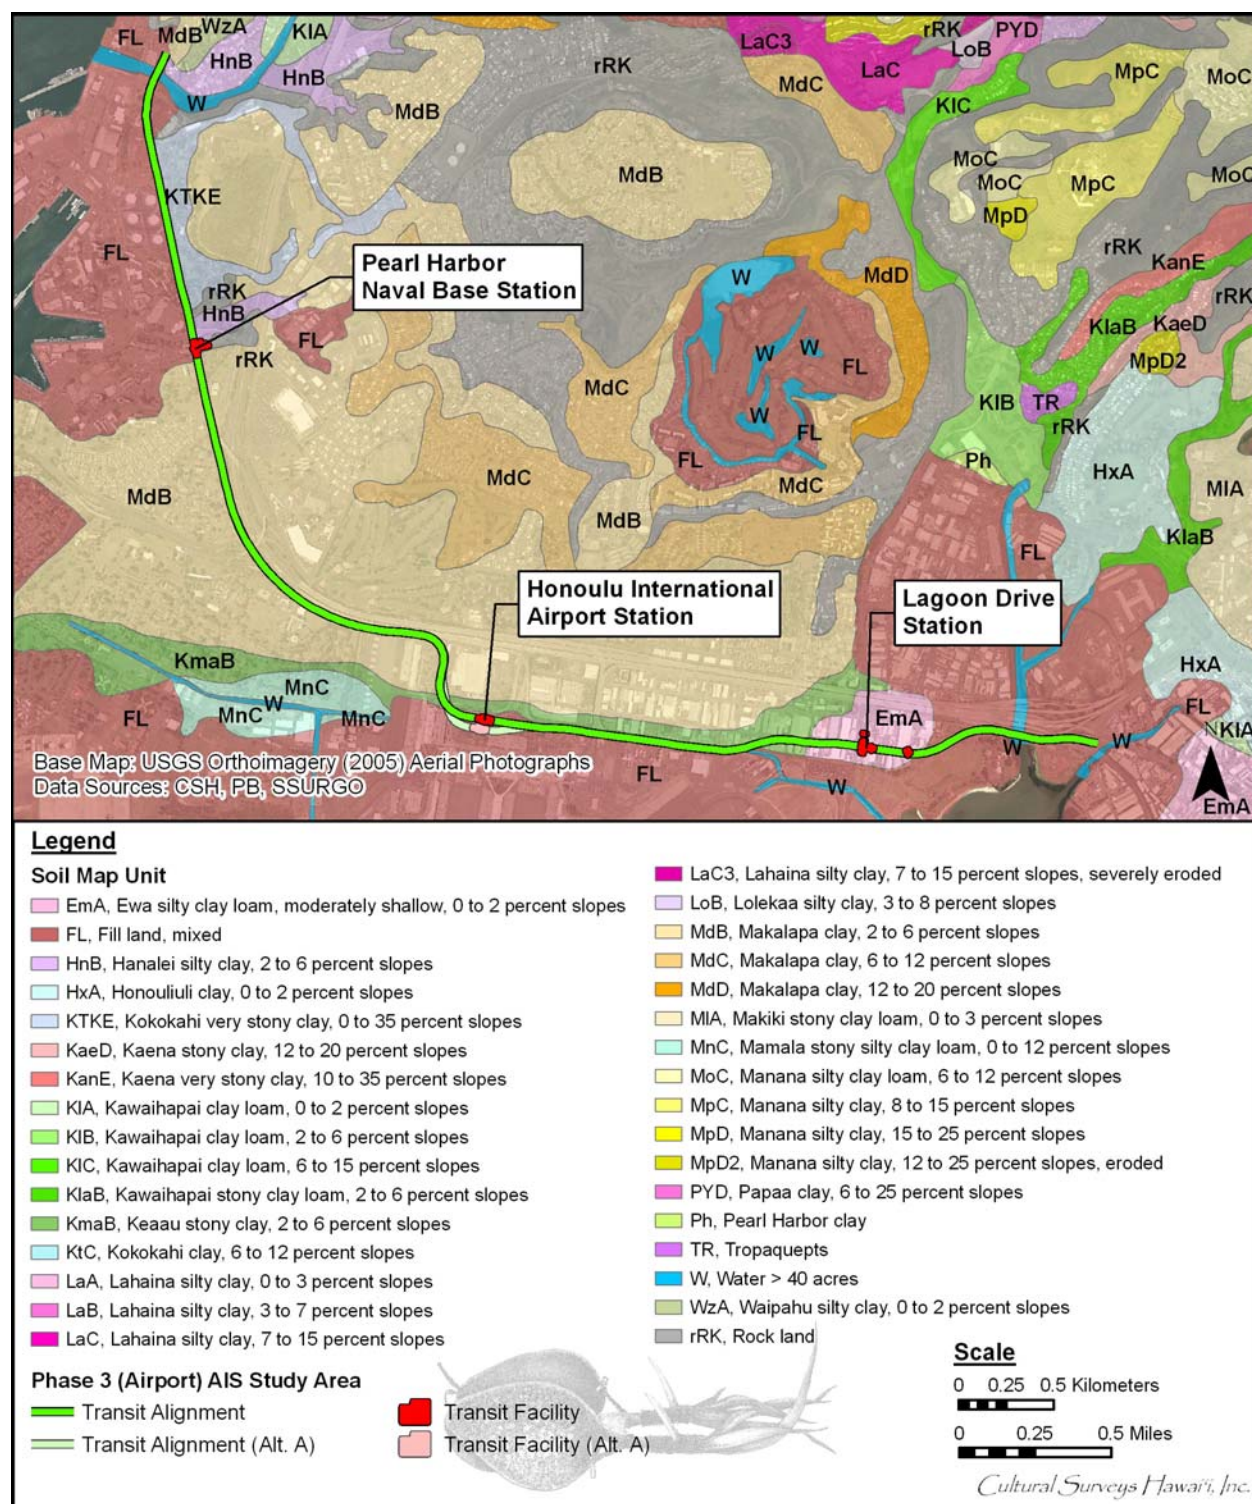 FL
MdB
WzA
KIA
HnB
HnB
W
MdB
rRK
LaC3
rRK
LoB
PYD
LaC
MdC
KIC
MpC
MoC
MoC
MoC
MoC
MpC
MpD
MdB
KTKE
FL
Pearl Harbor
Naval Base Station
rRK
HnB
rRK
FL
W
MdD
rRK
KanE
rRK
KlaB
KaeD
MpD2
W
W
FL
W
FL
FL
MdC
MdC
KIB
TR
rRK
Ph
HxA
MIA
MdC
MdB
MdB
FL
KlaB
Honoulu International
Airport Station
Lagoon Drive
Station
KmaB
MnC
W
MnC
MnC
FL
EmA
HxA
FL
N
KIA
W
W
FL
W
EmA
Base Map: USGS Orthoimagery (2005) Aerial Photographs
Data Sources: CSH, PB, SSURGO
Legend
Soil Map Unit
EmA, Ewa silty clay loam, moderately shallow, 0 to 2 percent slopes
FL, Fill land, mixed
HnB, Hanalei silty clay, 2 to 6 percent slopes
HxA, Honouliuli clay, 0 to 2 percent slopes
KTKE, Kokokahi very stony clay, 0 to 35 percent slopes
KaeD, Kaena stony clay, 12 to 20 percent slopes
KanE, Kaena very stony clay, 10 to 35 percent slopes
KIA, Kawaihapai clay loam, 0 to 2 percent slopes
KIB, Kawaihapai clay loam, 2 to 6 percent slopes
KIC, Kawaihapai clay loam, 6 to 15 percent slopes
KlaB, Kawaihapai stony clay loam, 2 to 6 percent slopes
KmaB, Keaau stony clay, 2 to 6 percent slopes
KtC, Kokokahi clay, 6 to 12 percent slopes
LaA, Lahaina silty clay, 0 to 3 percent slopes
LaB, Lahaina silty clay, 3 to 7 percent slopes
LaC, Lahaina silty clay, 7 to 15 percent slopes
LaC3, Lahaina silty clay, 7 to 15 percent slopes, severely eroded
LoB, Lolekaa silty clay, 3 to 8 percent slopes
MdB, Makalapa clay, 2 to 6 percent slopes
MdC, Makalapa clay, 6 to 12 percent slopes
MdD, Makalapa clay, 12 to 20 percent slopes
MIA, Makiki stony clay loam, 0 to 3 percent slopes
MnC, Mamala stony silty clay loam, 0 to 12 percent slopes
MoC, Manana silty clay loam, 6 to 12 percent slopes
MpC, Manana silty clay, 8 to 15 percent slopes
MpD, Manana silty clay, 15 to 25 percent slopes
MpD2, Manana silty clay, 12 to 25 percent slopes, eroded
PYD, Papaa clay, 6 to 25 percent slopes
Ph, Pearl Harbor clay
TR, Tropaquepts
W, Water > 40 acres
WzA, Waipahu silty clay, 0 to 2 percent slopes
rRK, Rock land
Phase 3 (Airport) AIS Study Area
Transit Alignment
Transit Alignment (Alt. A)
Transit Facility
Transit Facility (Alt. A)
Scale
0 0.25 0.5 Kilometers
0 0.25 0.5 Miles
Cultural Surveys Hawai'i, Inc.